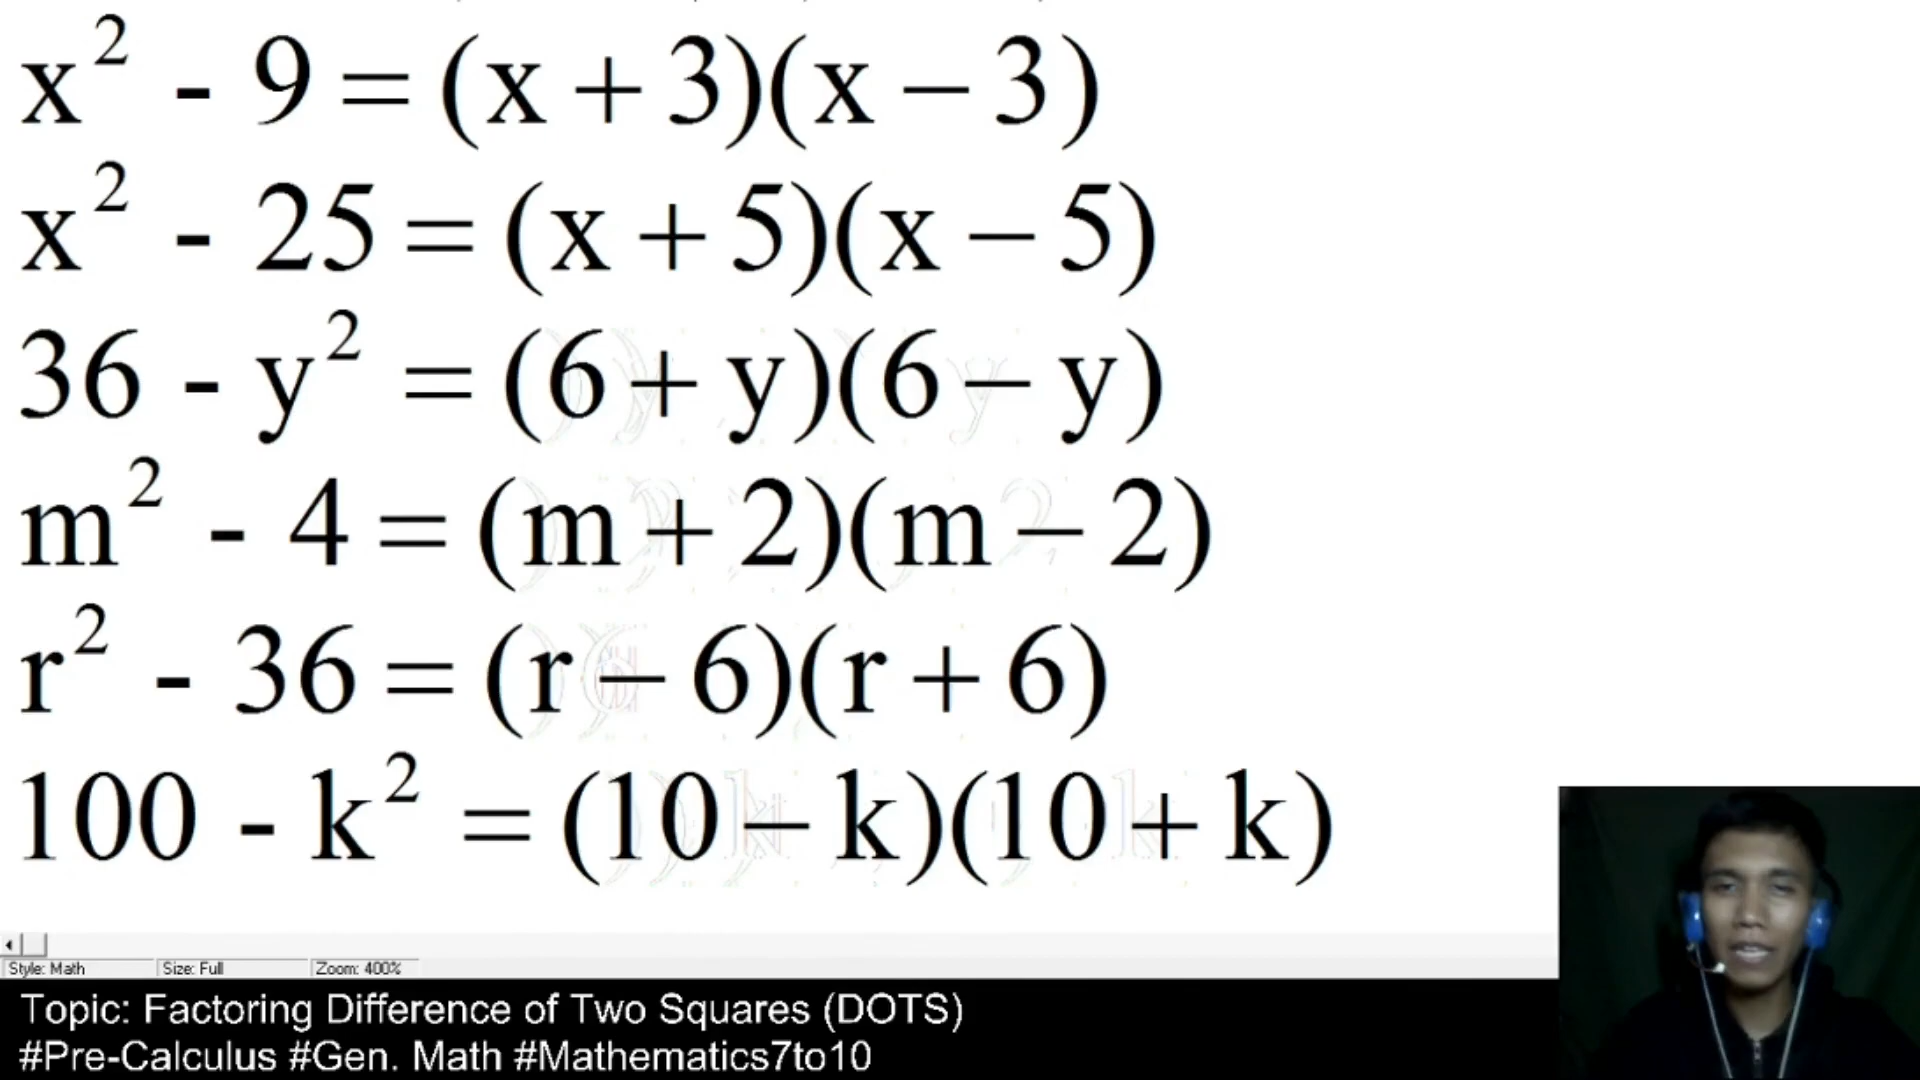 x² - 9 = (x + 3)(x − 3)
x² - 25 = (x + 5)(x − 5)
36 - y² = (6 + y)(6 − y)
m² - 4 = (m + 2)(m − 2)
r² - 36 = (r − 6)(r + 6)
100 - k² = (10 − k)(10 + k)
Style: Math Size: Full Zoom: 400%
Topic: Factoring Difference of Two Squares (DOTS)
#Pre-Calculus #Gen. Math #Mathematics7to10